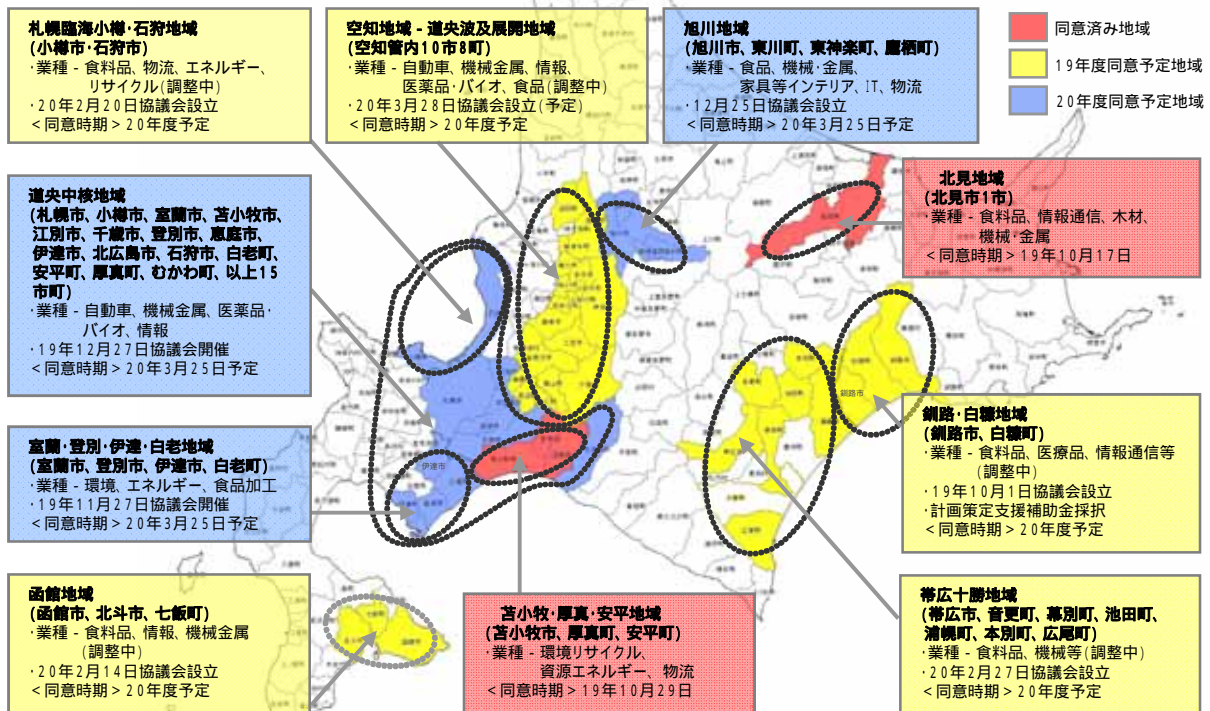 札幌臨海小樽・石狩地域
(小樽市・石狩市)
・業種 - 食料品、物流、エネルギー、
リサイクル(調整中)
・20年2月20日協議会設立
<同意時期>20年度予定
空知地域 - 道央波及展開地域
(空知管内10市8町)
・業種 - 自動車、機械金属、情報、
医薬品・バイオ、食品(調整中)
・20年3月28日協議会設立(予定)
<同意時期>20年度予定
旭川地域
(旭川市、東川町、東神楽町、鷹栖町)
・業種 - 食品、機械・金属、
家具等インテリア、IT、物流
・12月25日協議会設立
<同意時期>20年3月25日予定
同意済み地域
19年度同意予定地域
20年度同意予定地域
道央中核地域
(札幌市、小樽市、室蘭市、苫小牧市、
江別市、千歳市、登別市、恵庭市、
伊達市、北広島市、石狩市、白老町、
安平町、厚真町、むかわ町、以上15
市町)
・業種 - 自動車、機械金属、医薬品・
バイオ、情報
・19年12月27日協議会開催
<同意時期>20年3月25日予定
北見地域
(北見市1市)
・業種 - 食料品、情報通信、木材、
機械・金属
<同意時期>19年10月17日
釧路市
釧路・白糠地域
(釧路市、白糠町)
・業種 - 食料品、医療品、情報通信等
(調整中)
・19年10月1日協議会設立
・計画策定支援補助金採択
<同意時期>20年度予定
室蘭・登別・伊達・白老地域
(室蘭市、登別市、伊達市、白老町)
・業種 - 環境、エネルギー、食品加工
・19年11月27日協議会開催
<同意時期>20年3月25日予定
伊達市
函館地域
(函館市、北斗市、七飯町)
・業種 - 食料品、情報、機械金属
(調整中)
・20年2月14日協議会設立
<同意時期>20年度予定
苫小牧・厚真・安平地域
(苫小牧市、厚真町、安平町)
・業種 - 環境リサイクル、
資源エネルギー、物流
<同意時期>19年10月29日
帯広十勝地域
(帯広市、音更町、幕別町、池田町、
浦幌町、本別町、広尾町)
・業種 - 食料品、機械等(調整中)
・20年2月27日協議会設立
<同意時期>20年度予定